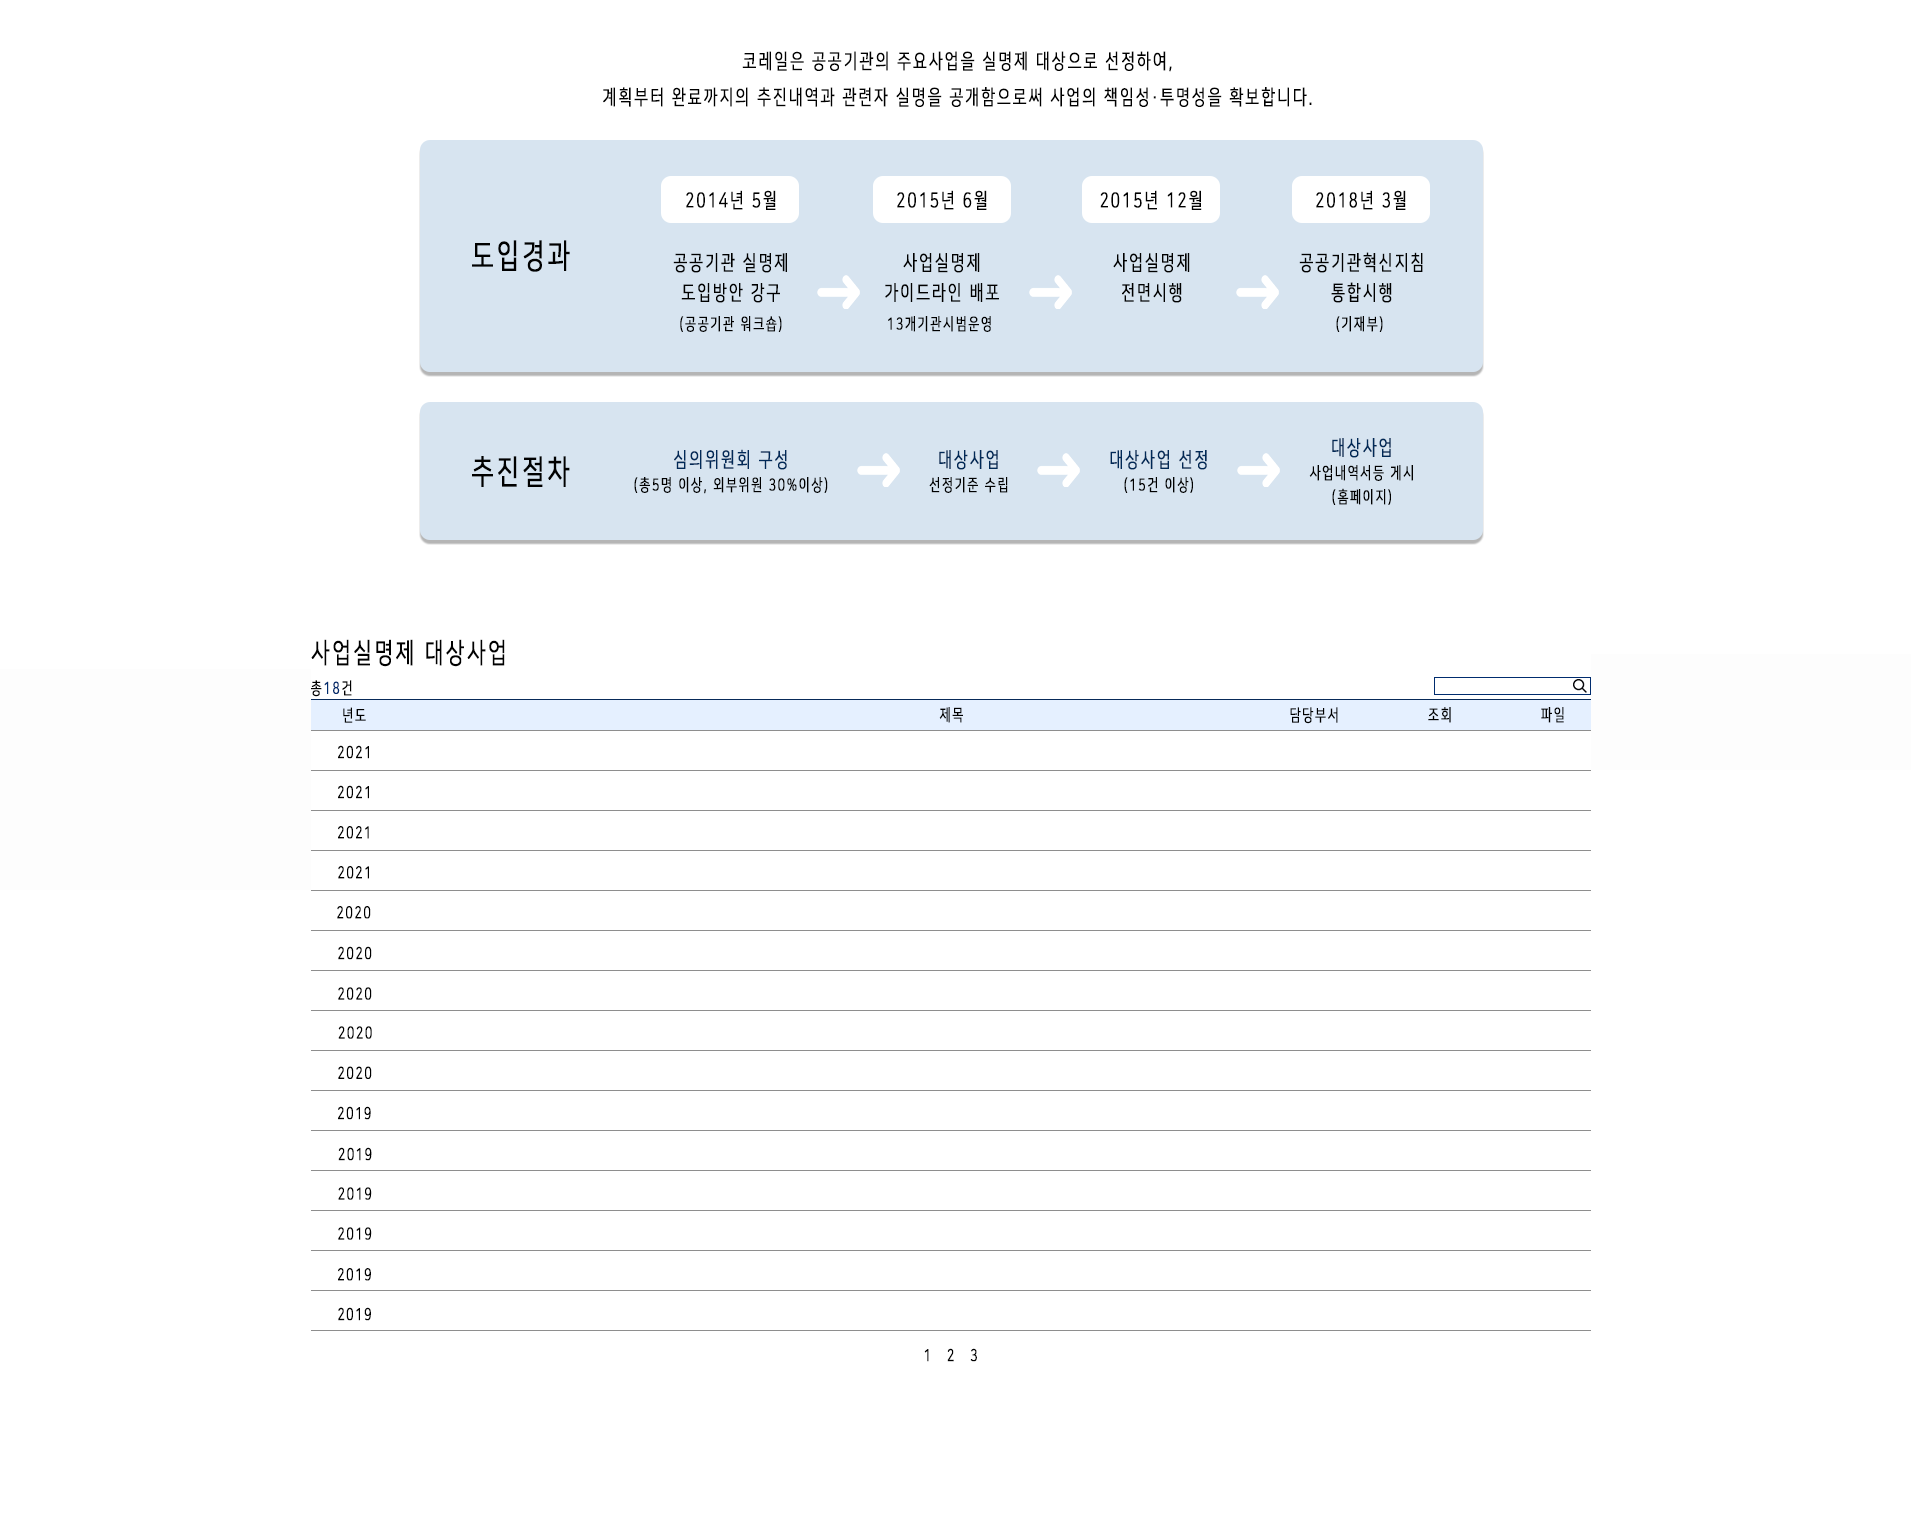 코레일은 공공기관의 주요사업을 실명제 대상으로 선정하여,
계획부터 완료까지의 추진내역과 관련자 실명을 공개함으로써 사업의 책임성·투명성을 확보합니다.
도입경과
2014년 5월
공공기관 실명제
도입방안 강구
(공공기관 워크숍)
2015년 6월
사업실명제
가이드라인 배포
13개기관시범운영
2015년 12월
사업실명제
전면시행
2018년 3월
공공기관혁신지침
통합시행
(기재부)
추진절차
심의위원회 구성
(총5명 이상, 외부위원 30%이상)
대상사업
선정기준 수립
대상사업 선정
(15건 이상)
대상사업
사업내역서등 게시
(홈페이지)
사업실명제 대상사업
총18건
년도 제목 담당부서 조회 파일
2021
2021
2021
2021
2020
2020
2020
2020
2020
2019
2019
2019
2019
2019
2019
1 2 3